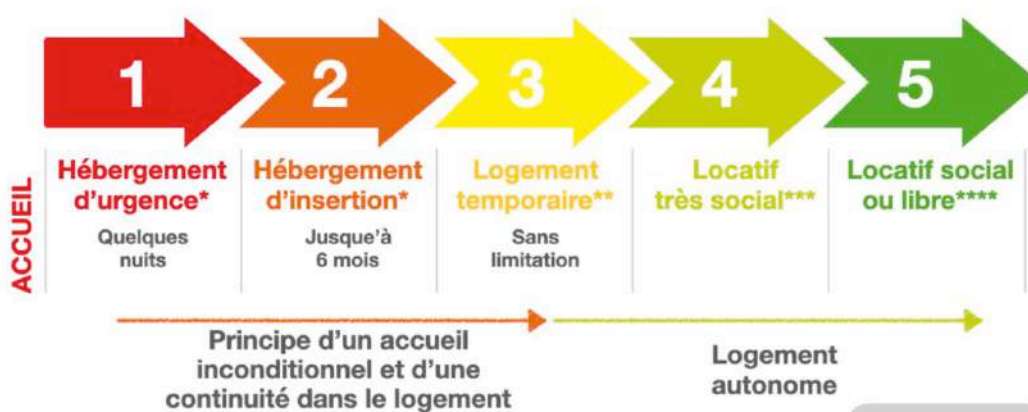 1
2
3
4
5
ACCUEIL
Hébergement
d'urgence*
Quelques
nuits
Hébergement
d'insertion*
Jusqu'à
6 mois
Logement
temporaire**
Sans
limitation
Locatif
très social***
Locatif social
ou libre****
Principe d'un accueil
inconditionnel et d'une
continuité dans le logement
Logement
autonome